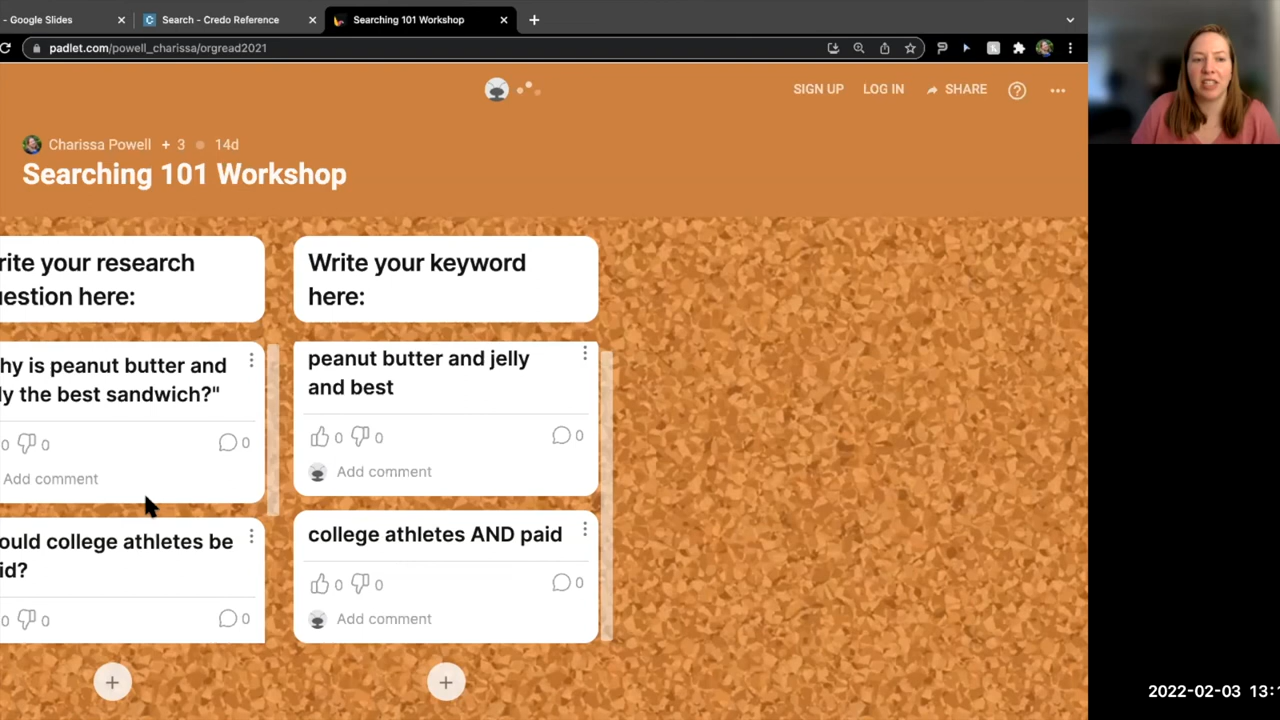 - Google Slides
Search - Credo Reference
Searching 101 Workshop
padlet.com/powell_charissa/orgread2021
SIGN UP
LOG IN
SHARE
Charissa Powell + 3
14d
Searching 101 Workshop
rite your research
uestion here:
Write your keyword
here:
hy is peanut butter and
ly the best sandwich?"
0
0
0
Add comment
peanut butter and jelly
and best
0
0
0
Add comment
ould college athletes be
id?
0
0
0
college athletes AND paid
0
0
0
Add comment
2022-02-03 13:1